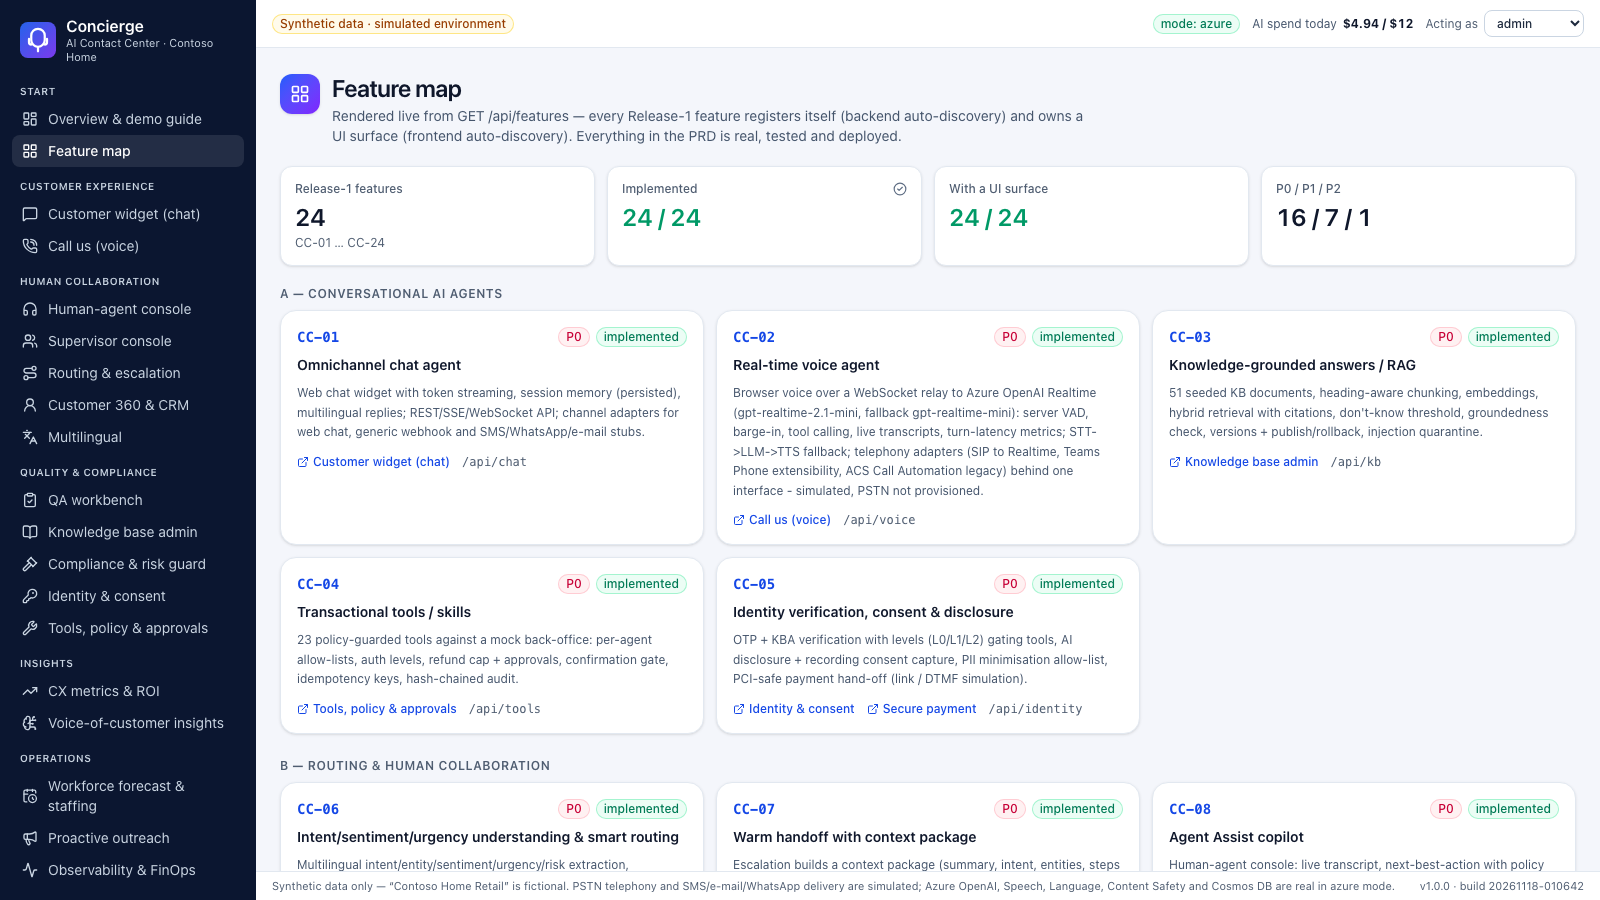 Concierge
AI Contact Center · Contoso
Home
START
Overview & demo guide
Feature map
CUSTOMER EXPERIENCE
Customer widget (chat)
Call us (voice)
HUMAN COLLABORATION
Human-agent console
Supervisor console
Routing & escalation
Customer 360 & CRM
Multilingual
QUALITY & COMPLIANCE
QA workbench
Knowledge base admin
Compliance & risk guard
Identity & consent
Tools, policy & approvals
INSIGHTS
CX metrics & ROI
Voice-of-customer insights
OPERATIONS
Workforce forecast &
staffing
Proactive outreach
Observability & FinOps
Synthetic data · simulated environment
mode: azure
AI spend today $4.94 / $12
Acting as
admin
Feature map
Rendered live from GET /api/features — every Release-1 feature registers itself (backend auto-discovery) and owns a
UI surface (frontend auto-discovery). Everything in the PRD is real, tested and deployed.
Release-1 features
24
CC-01 ... CC-24
Implemented
24 / 24
With a UI surface
24 / 24
P0 / P1 / P2
16 / 7 / 1
A — CONVERSATIONAL AI AGENTS
CC-01
P0
implemented
Omnichannel chat agent
Web chat widget with token streaming, session memory (persisted),
multilingual replies; REST/SSE/WebSocket API; channel adapters for
web chat, generic webhook and SMS/WhatsApp/e-mail stubs.
Customer widget (chat) /api/chat
CC-02
P0
implemented
Real-time voice agent
Browser voice over a WebSocket relay to Azure OpenAI Realtime
(gpt-realtime-2.1-mini, fallback gpt-realtime-mini): server VAD,
barge-in, tool calling, live transcripts, turn-latency metrics; STT-
>LLM->TTS fallback; telephony adapters (SIP to Realtime, Teams
Phone extensibility, ACS Call Automation legacy) behind one
interface - simulated, PSTN not provisioned.
Call us (voice) /api/voice
CC-03
P0
implemented
Knowledge-grounded answers / RAG
51 seeded KB documents, heading-aware chunking, embeddings,
hybrid retrieval with citations, don't-know threshold, groundedness
check, versions + publish/rollback, injection quarantine.
Knowledge base admin /api/kb
CC-04
P0
implemented
Transactional tools / skills
23 policy-guarded tools against a mock back-office: per-agent
allow-lists, auth levels, refund cap + approvals, confirmation gate,
idempotency keys, hash-chained audit.
Tools, policy & approvals /api/tools
CC-05
P0
implemented
Identity verification, consent & disclosure
OTP + KBA verification with levels (L0/L1/L2) gating tools, AI
disclosure + recording consent capture, PII minimisation allow-list,
PCI-safe payment hand-off (link / DTMF simulation).
Identity & consent Secure payment /api/identity
B — ROUTING & HUMAN COLLABORATION
CC-06
P0
implemented
Intent/sentiment/urgency understanding & smart routing
Multilingual intent/entity/sentiment/urgency/risk extraction,
CC-07
P0
implemented
Warm handoff with context package
Escalation builds a context package (summary, intent, entities, steps
CC-08
P0
implemented
Agent Assist copilot
Human-agent console: live transcript, next-best-action with policy
Synthetic data only — "Contoso Home Retail" is fictional. PSTN telephony and SMS/e-mail/WhatsApp delivery are simulated; Azure OpenAI, Speech, Language, Content Safety and Cosmos DB are real in azure mode.
v1.0.0 · build 20261118-010642